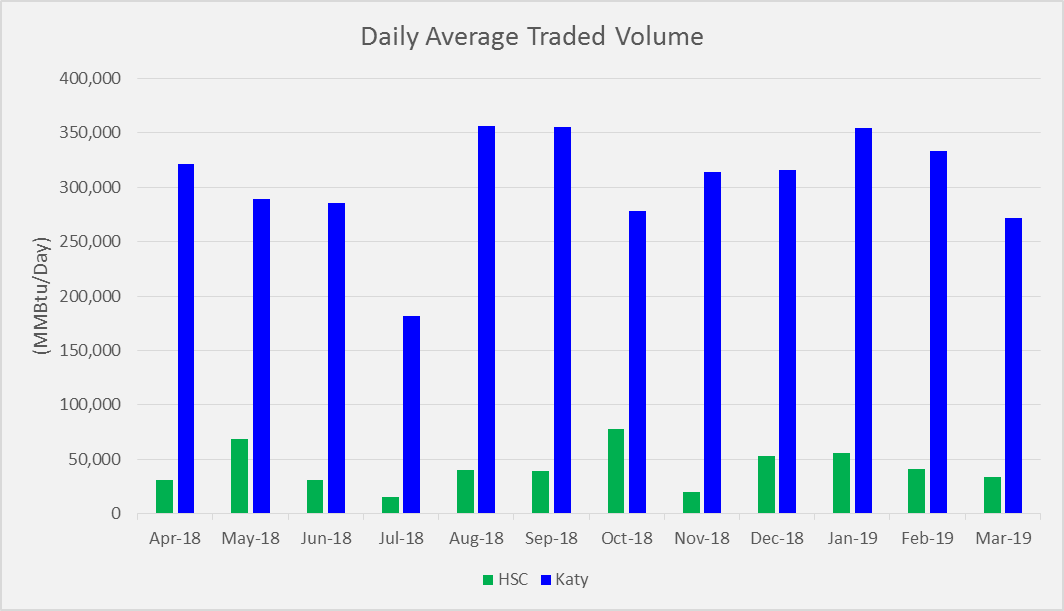 Daily Average Traded Volume
400,000
350,000
300,000
250,000
200,000
150,000
100,000
50,000
0
(MMBtu/Day)
Apr-18 May-18 Jun-18 Jul-18 Aug-18 Sep-18 Oct-18 Nov-18 Dec-18 Jan-19 Feb-19 Mar-19
HSC Katy